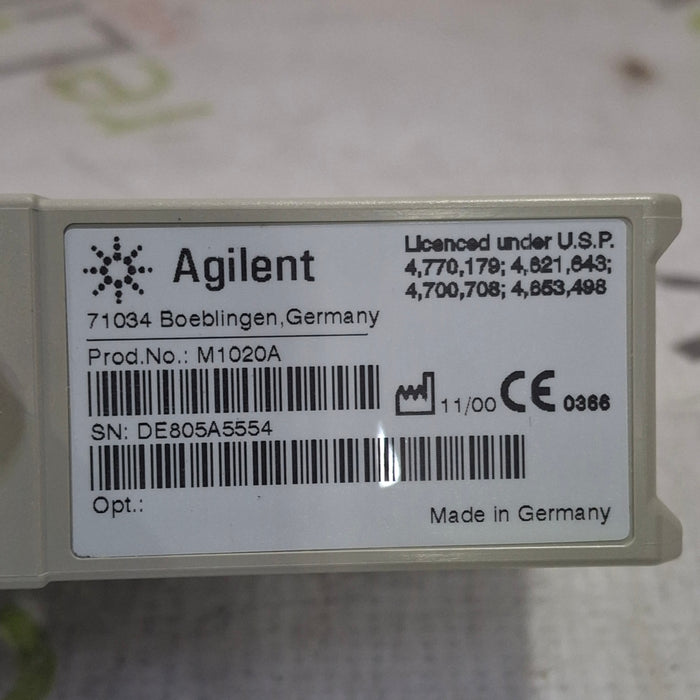 Agilent
Licenced under U.S.P.
4,770,179; 4,621,643;
4,700,708; 4,653,498
71034 Boeblingen,Germany
Prod.No.: M1020A
11/00 CE 0366
SN: DE805A5554
Opt.:
Made in Germany